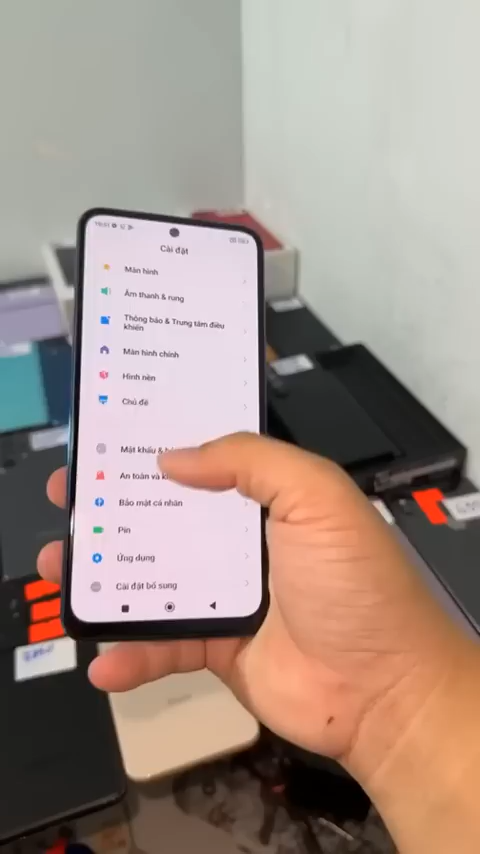 Cài đặt
Màn hình
Âm thanh & rung
Thông báo & Trung tâm điều
khiển
Màn hình chính
Hình nền
Chủ đề
Mật khẩu &
An toàn và
Bảo mật cá nhân
Pin
Ứng dụng
Cài đặt bổ sung